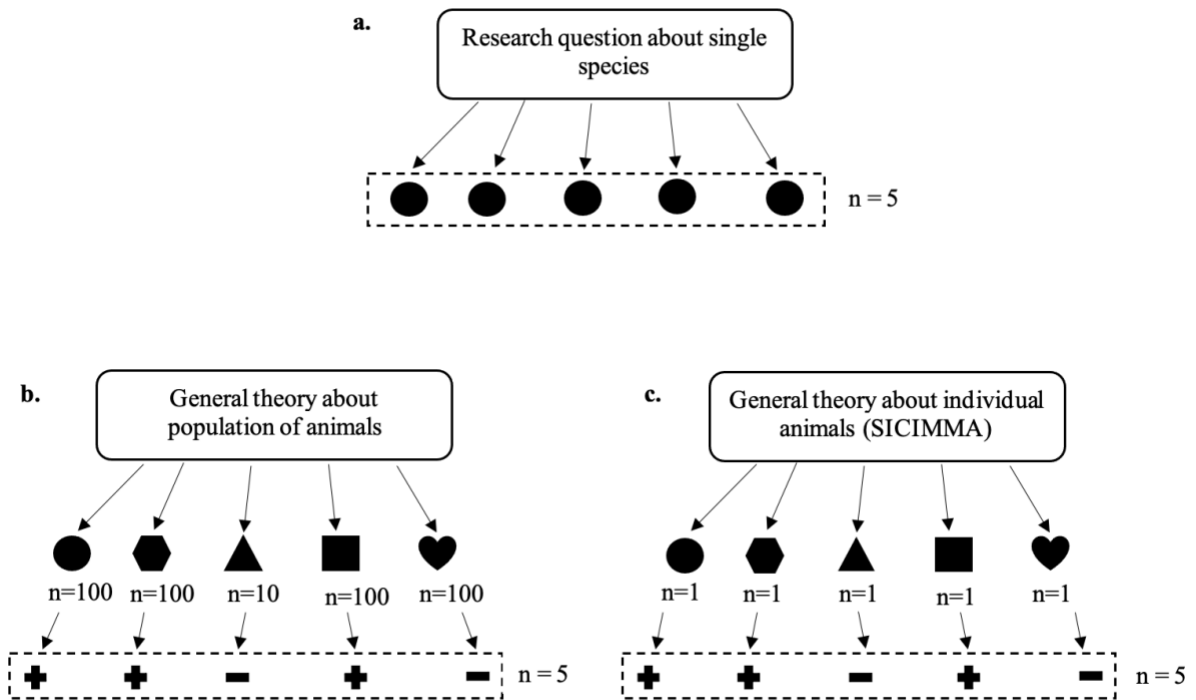 a.
Research question about single
species
n = 5
b.
General theory about
population of animals
n=100 n=100 n=10 n=100 n=100
n = 5
c.
General theory about individual
animals (SICIMMA)
n=1 n=1 n=1 n=1 n=1
n = 5